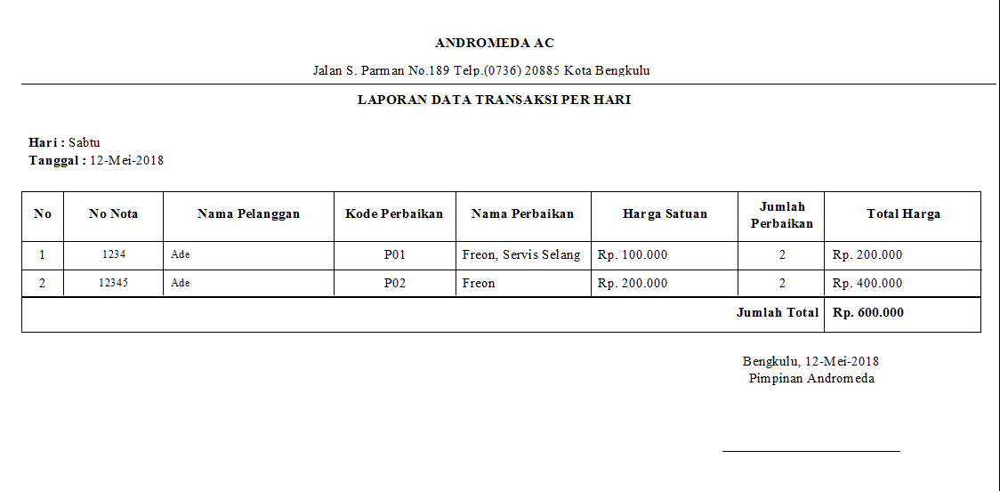 ANDROMEDA AC
Jalan S. Parman No.189 Telp.(0736) 20885 Kota Bengkulu
LAPORAN DATA TRANSAKSI PER HARI
Hari : Sabtu
Tanggal : 12-Mei-2018
No No Nota Nama Pelanggan Kode Perbaikan Nama Perbaikan Harga Satuan Jumlah Perbaikan Total Harga
1 1234 Ade P01 Freon, Servis Selang Rp. 100.000 2 Rp. 200.000
2 12345 Ade P02 Freon Rp. 200.000 2 Rp. 400.000
Jumlah Total Rp. 600.000
Bengkulu, 12-Mei-2018
Pimpinan Andromeda